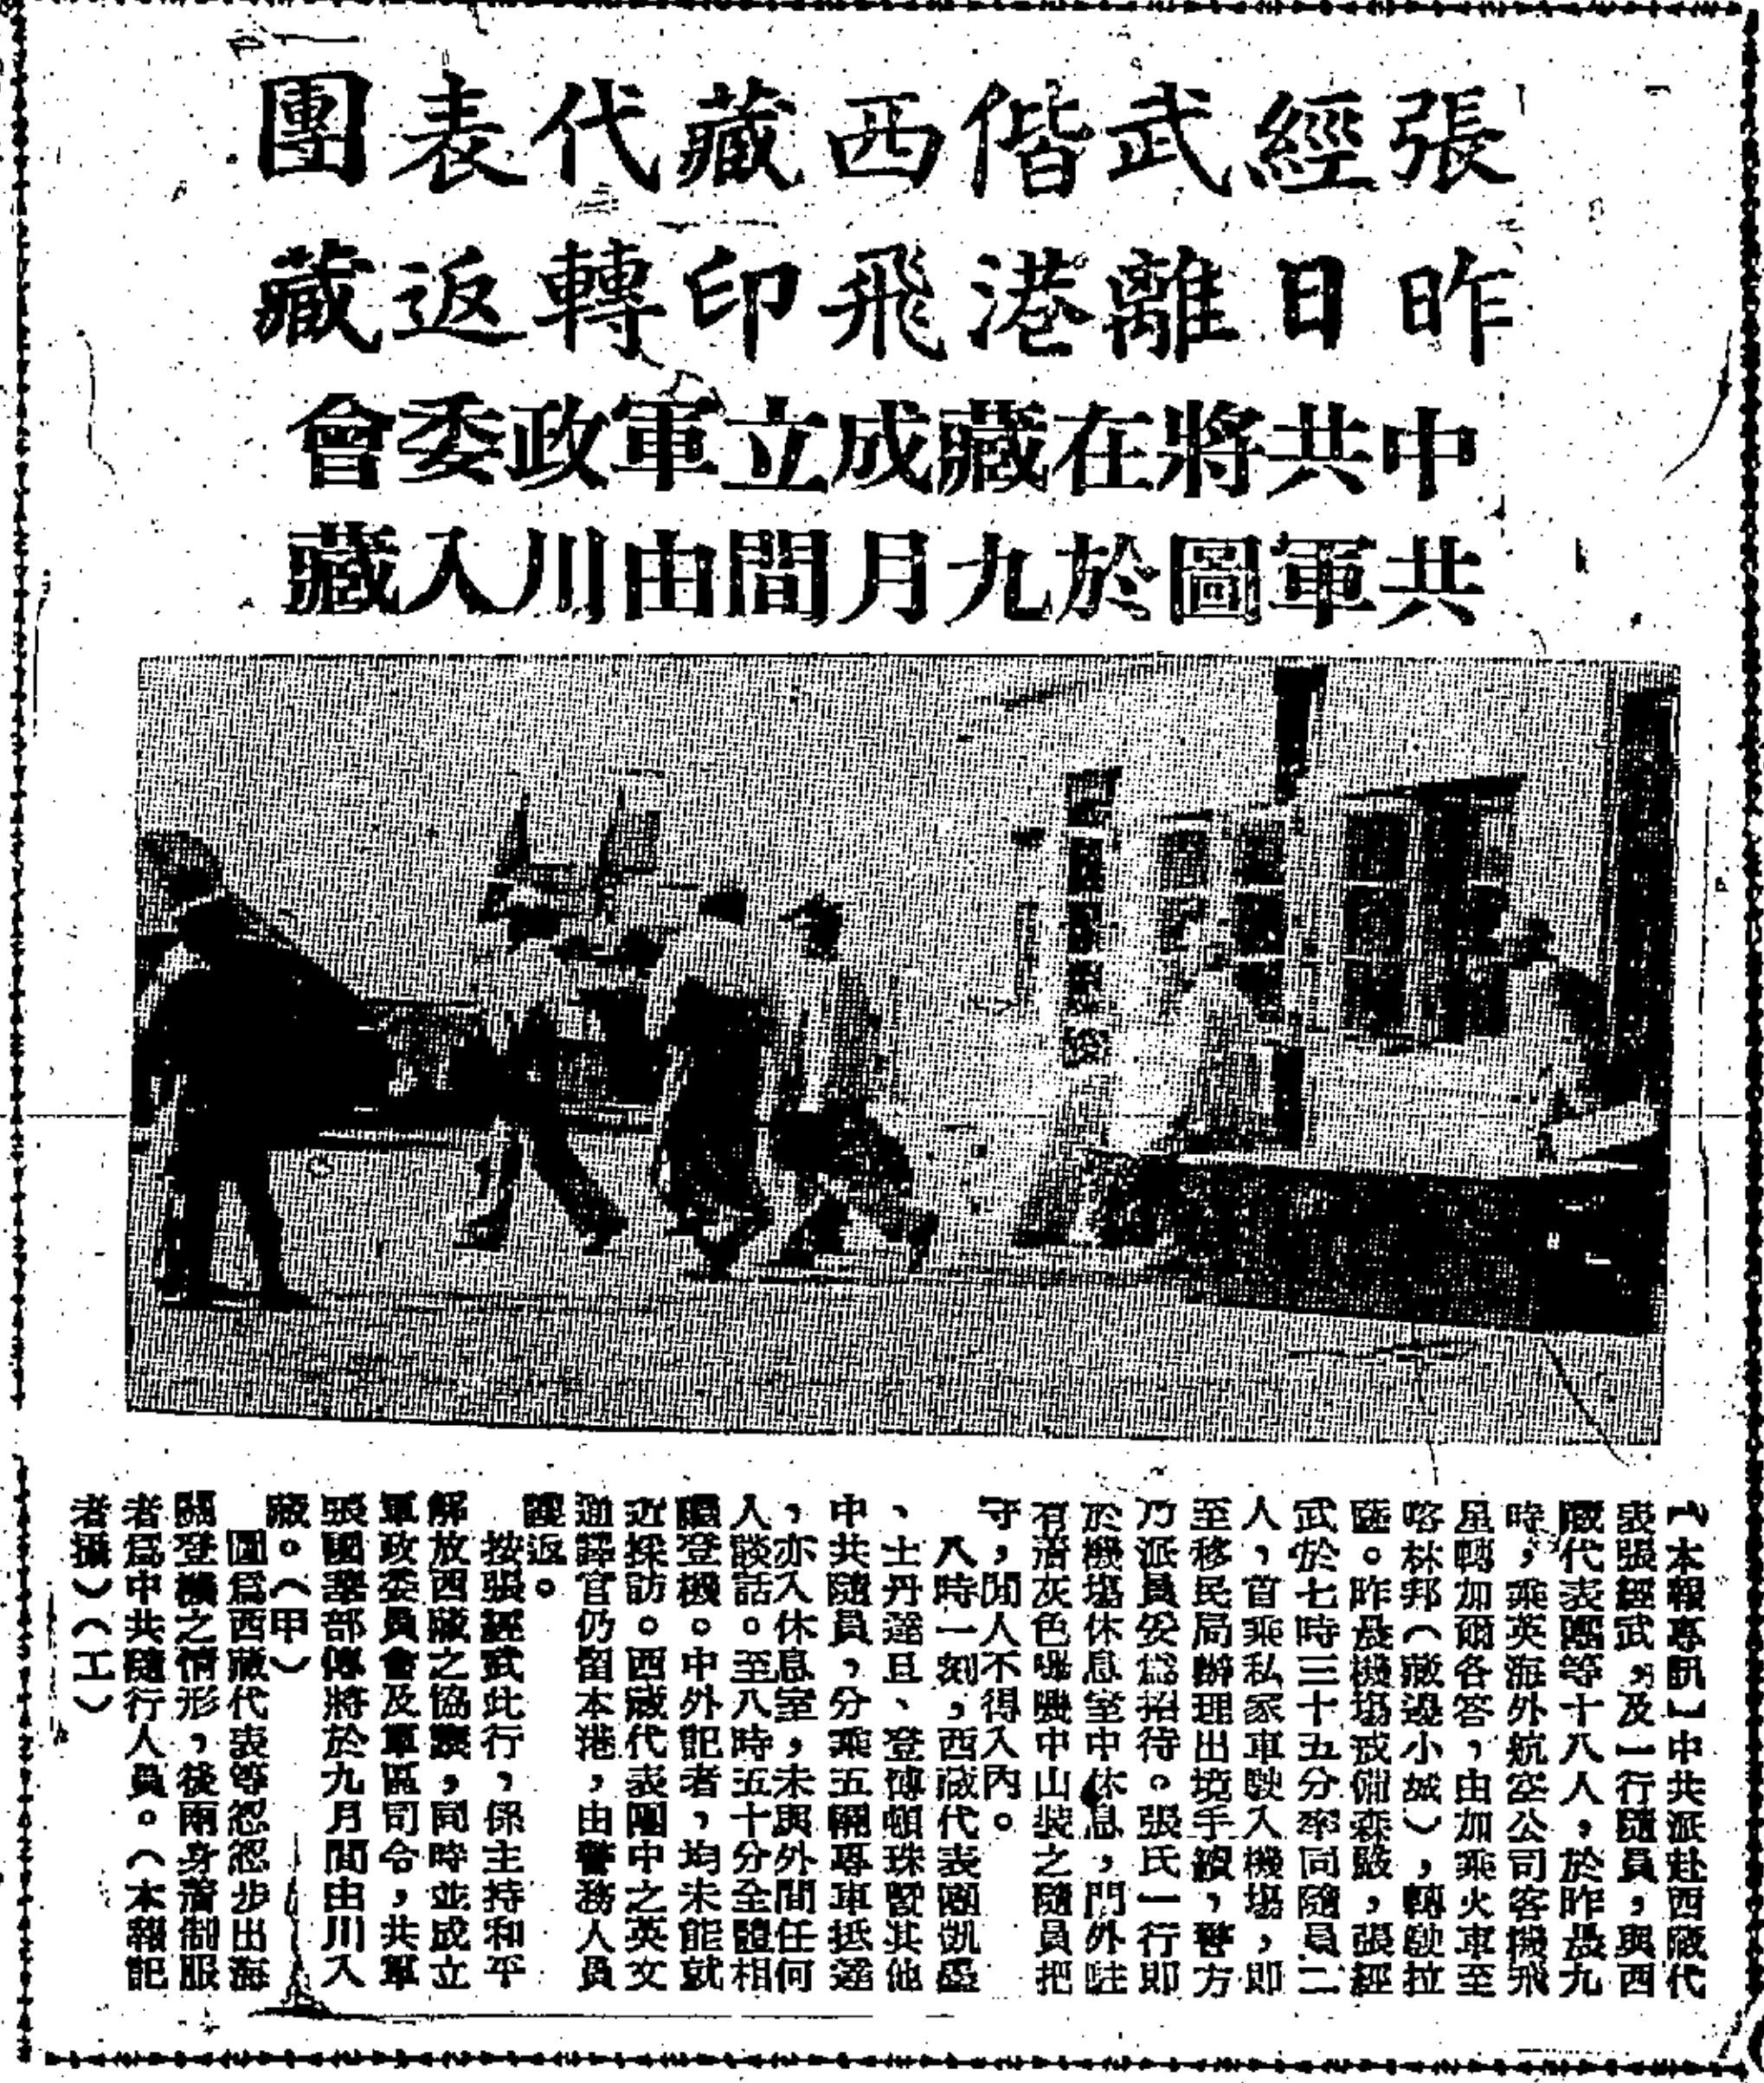 張經武偕西藏代表團
昨日離港飛印轉返藏
中共將在藏成立軍政委會
共軍圖於九月間由川入藏
【本報專訊】中共派赴西藏代
表張經武,及一行隨員,與西
藏代表團等十八人,於昨晨九
時,乘英海外航空公司客機飛
星轉加爾各答,由加乘火車至
喀林邦(藏邊小城),轉駛拉
薩。昨晨機場戒備森嚴,張經
武於七時三十五分率同隨員二
人,首乘私家車駛入機場,即
至移民局辦理出境手續,警方
乃派員妥為招待。張氏一行即
於機場休息室中休息,門外駐
有着灰色嗶嘰中山裝之隨員把
守,閒人不得入內。
八時一刻,西藏代表團凱墨
、土丹達旦、登傅頓珠暨其他
中共隨員,分乘五輛專車抵達
,亦入休息室,未與外間任何
人談話。至八時五十分全體相
繼登機。中外記者,均未能就
近採訪。西藏代表團中之英文
通譯官仍留本港,由警務人員
護返。
按張經武此行,係主持和平
解放西藏之協議,同時並成立
軍政委員會及軍區司令,共軍
張國華部傳將於九月間由川入
藏。(甲)
圖為西藏代表等忽忽步出海
關登機之情形,後兩身着制服
者為中共隨行人員。(本報記
者攝)(工)